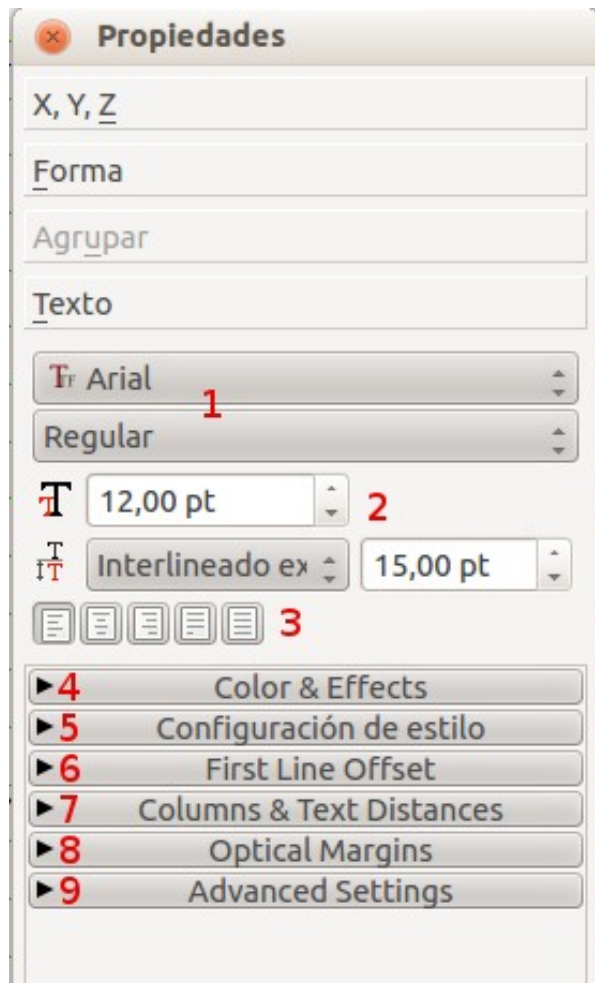 Propiedades
X, Y, Z
Forma
Agrupar
Texto
Arial
1
Regular
12,00 pt 2
Interlineado ex 15,00 pt
3
4 Color & Effects
5 Configuración de estilo
6 First Line Offset
7 Columns & Text Distances
8 Optical Margins
9 Advanced Settings